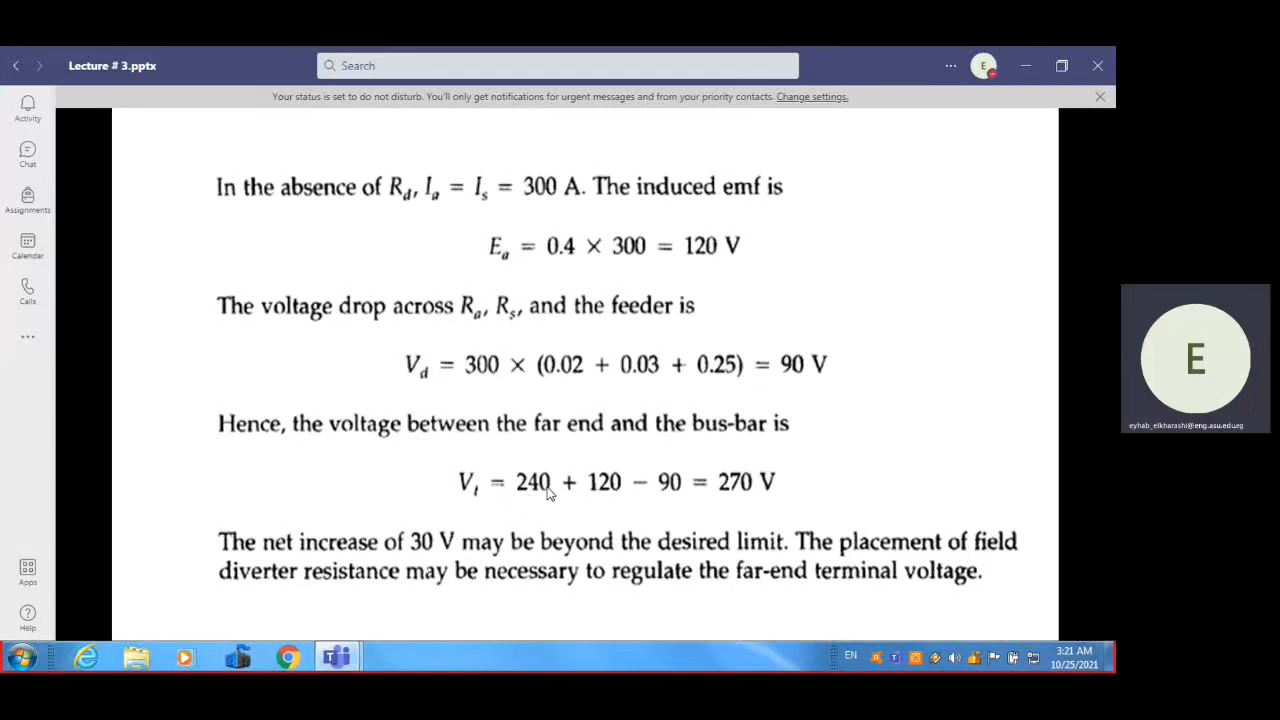 Lecture # 3.pptx
Search
E
Your status is set to do not disturb. You'll only get notifications for urgent messages and from your priority contacts. Change settings.
Activity
Chat
Assignments
Calendar
Calls
Apps
Help
In the absence of R_d, I_a = I_s = 300 A. The induced emf is
E_a = 0.4 × 300 = 120 V
The voltage drop across R_a, R_s, and the feeder is
V_d = 300 × (0.02 + 0.03 + 0.25) = 90 V
Hence, the voltage between the far end and the bus-bar is
V_t = 240 + 120 − 90 = 270 V
The net increase of 30 V may be beyond the desired limit. The placement of field
diverter resistance may be necessary to regulate the far-end terminal voltage.
E
eyhab_elkharashi@eng.asu.edu.eg
EN
3:21 AM
10/25/2021